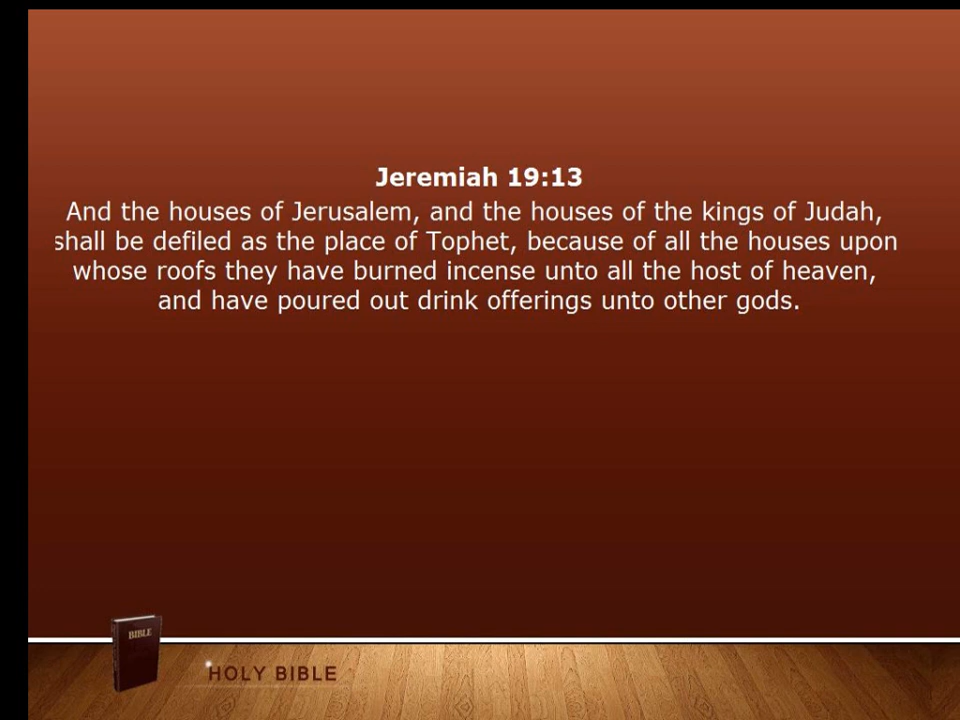 Jeremiah 19:13
And the houses of Jerusalem, and the houses of the kings of Judah,
shall be defiled as the place of Tophet, because of all the houses upon
whose roofs they have burned incense unto all the host of heaven,
and have poured out drink offerings unto other gods.
BIBLE
HOLY BIBLE